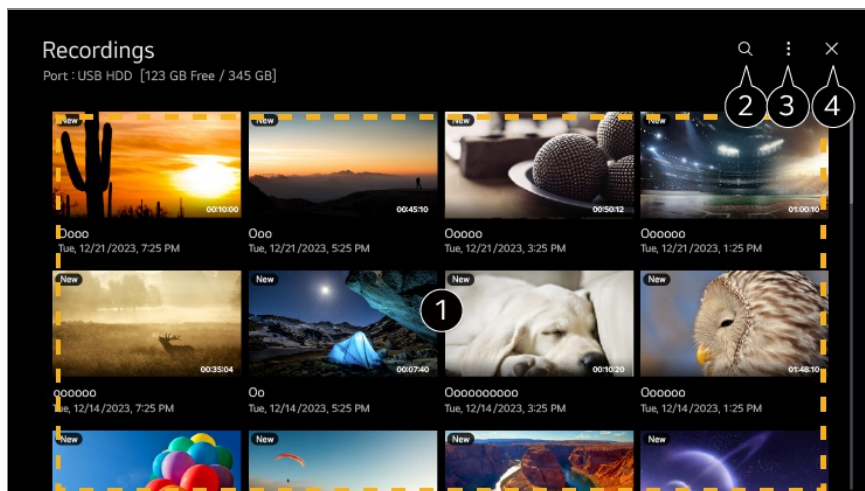 Recordings
Port : USB HDD [123 GB Free / 345 GB]
2 3 4
New New New New
00:10:00 00:45:10 00:50:12 01:00:10
Oooo Ooo Ooooo Oooooo
Tue, 12/21/2023, 7:25 PM Tue, 12/21/2023, 5:25 PM Tue, 12/21/2023, 3:25 PM Tue, 12/21/2023, 1:25 PM
New New New New
1
00:35:04 00:07:40 00:10:20 01:48:10
oooooo Oo Oooooooooo Oooooo
Tue, 12/14/2023, 7:25 PM Tue, 12/14/2023, 5:25 PM Tue, 12/14/2023, 3:25 PM Tue, 12/14/2023, 1:25 PM
New New New New